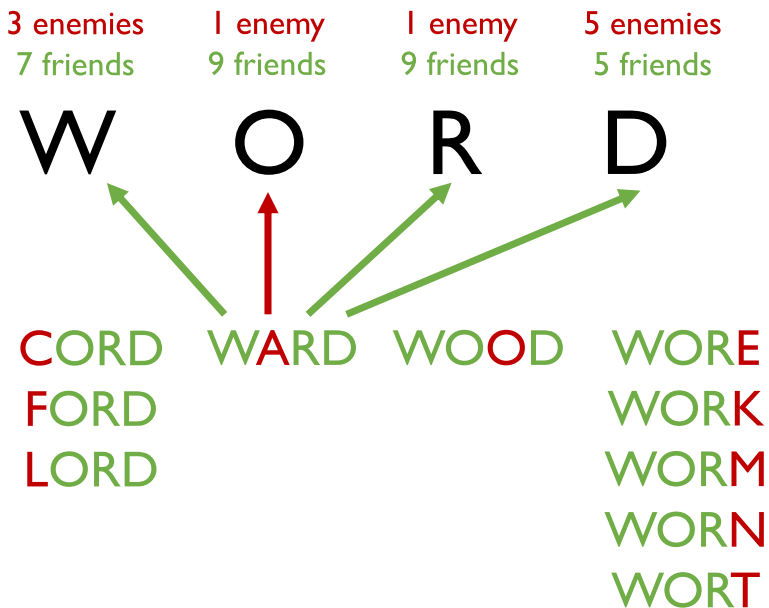 3 enemies 1 enemy 1 enemy 5 enemies
7 friends 9 friends 9 friends 5 friends
W O R D
CORD WARD WOOD WORE
FORD WORK
LORD WORM
WORN
WORT